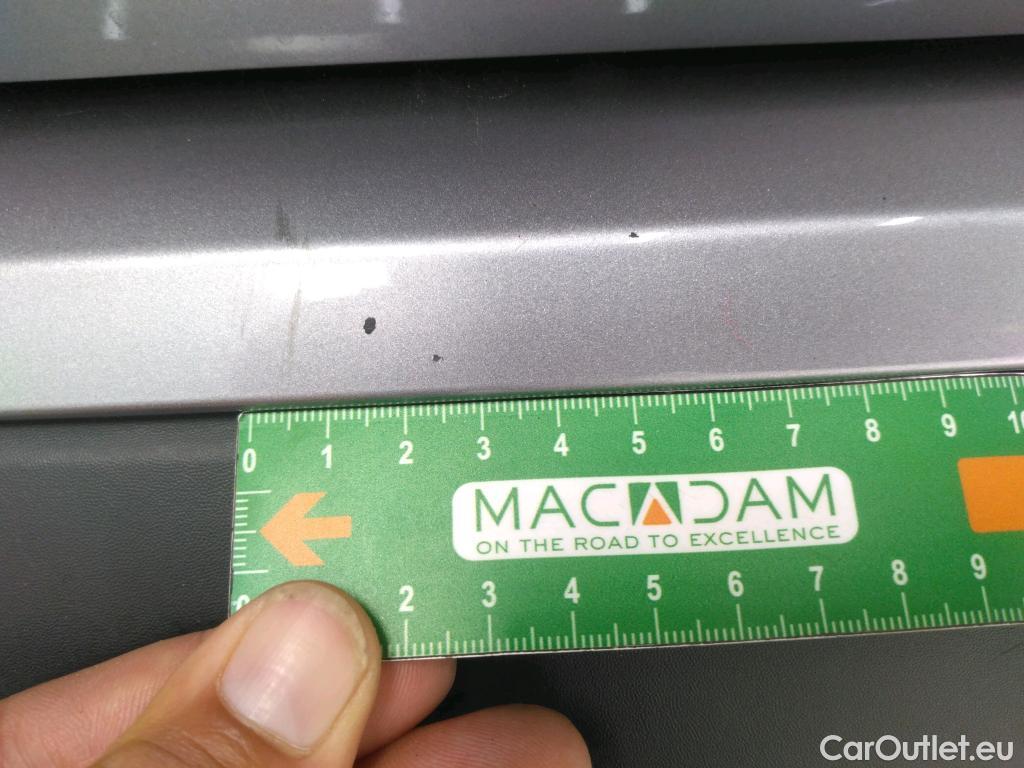 0 1 2 3 4 5 6 7 8 9 10
MACADAM
ON THE ROAD TO EXCELLENCE
2 3 4 5 6 7 8 9
CarOutlet.eu